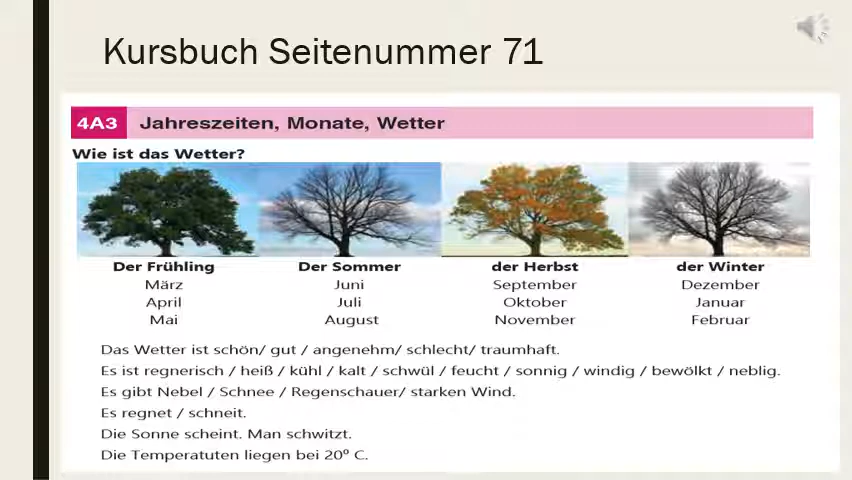 Kursbuch Seitenummer 71
4A3 Jahreszeiten, Monate, Wetter
Wie ist das Wetter?
Der Frühling Der Sommer der Herbst der Winter
März Juni September Dezember
April Juli Oktober Januar
Mai August November Februar
Das Wetter ist schön/ gut / angenehm/ schlecht/ traumhaft.
Es ist regnerisch / heiß / kühl / kalt / schwül / feucht / sonnig / windig / bewölkt / neblig.
Es gibt Nebel / Schnee / Regenschauer/ starken Wind.
Es regnet / schneit.
Die Sonne scheint. Man schwitzt.
Die Temperatuten liegen bei 20º C.